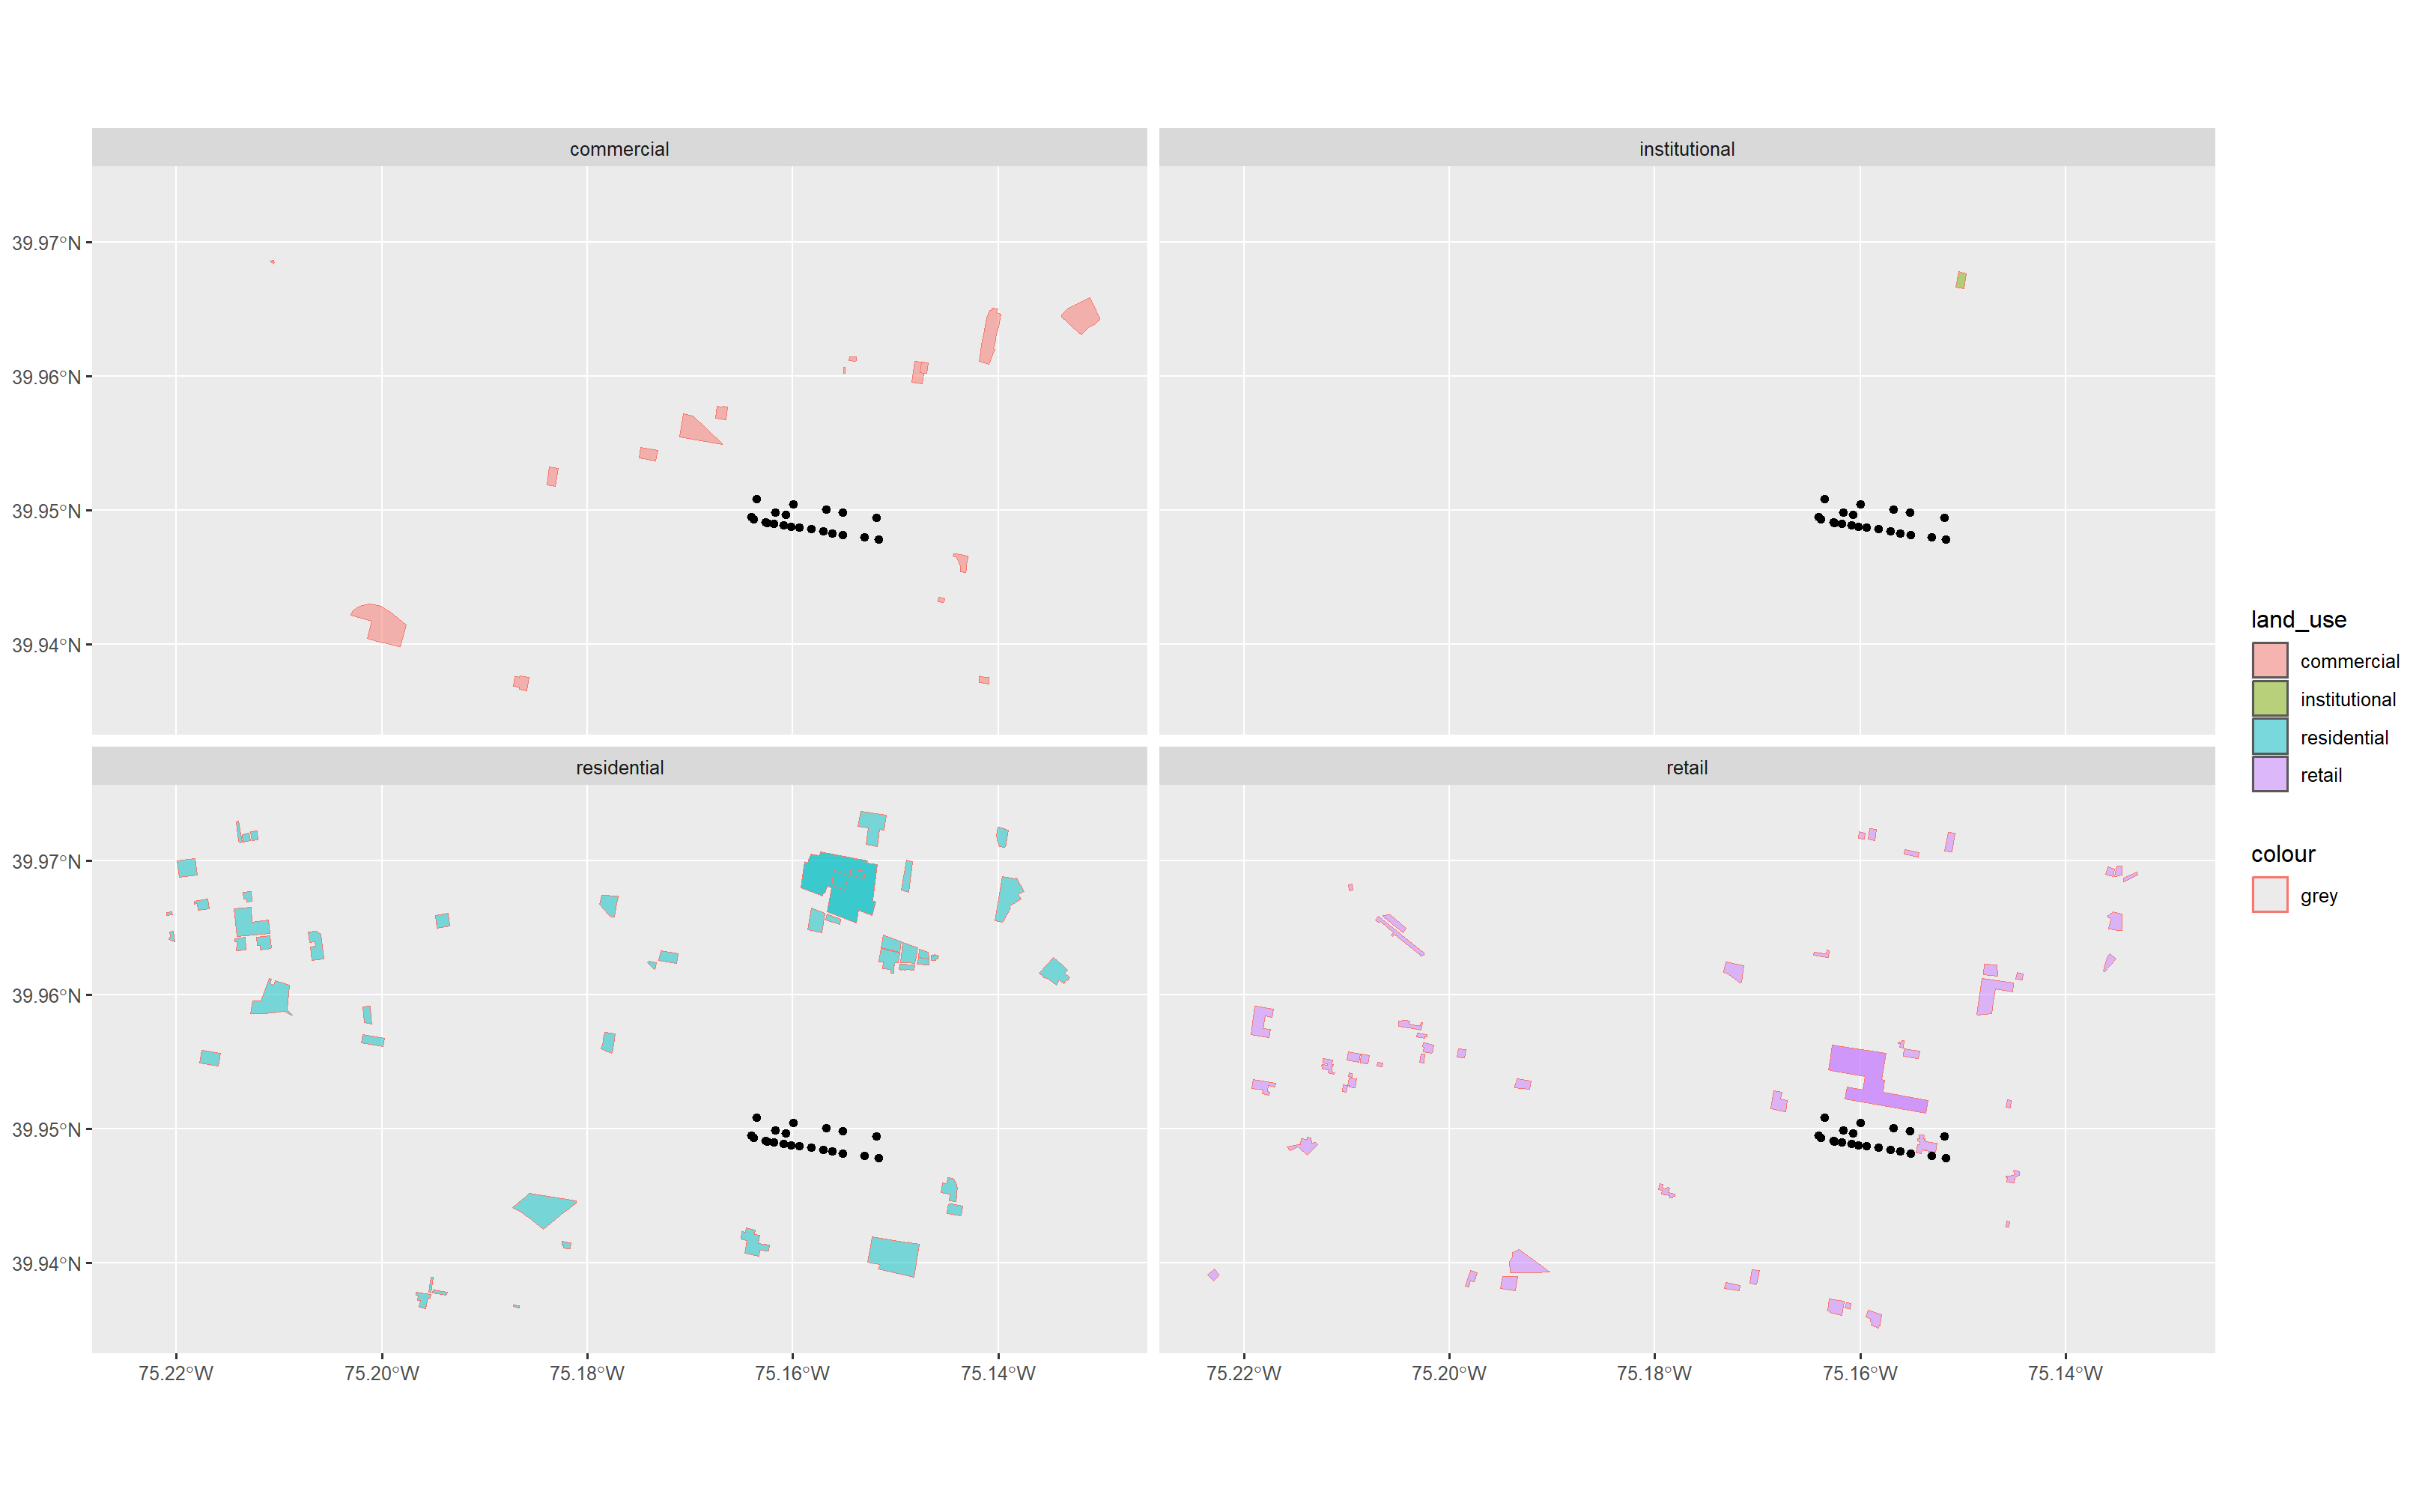 commercial
institutional
39.97°N
39.96°N
39.95°N
39.94°N
residential
retail
39.97°N
39.96°N
39.95°N
39.94°N
75.22°W
75.20°W
75.18°W
75.16°W
75.14°W
75.22°W
75.20°W
75.18°W
75.16°W
75.14°W
land_use
commercial
institutional
residential
retail
colour
grey